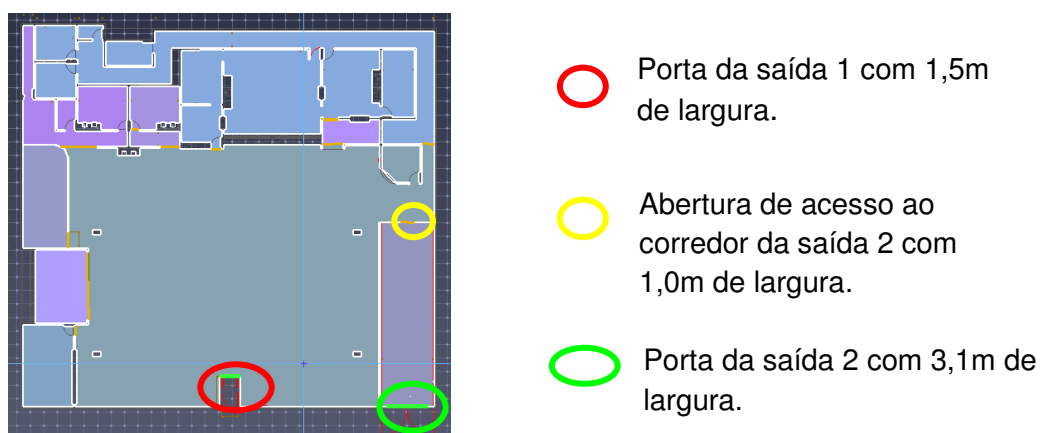 Porta da saída 1 com 1,5m
de largura.
Abertura de acesso ao
corredor da saída 2 com
1,0m de largura.
Porta da saída 2 com 3,1m de
largura.